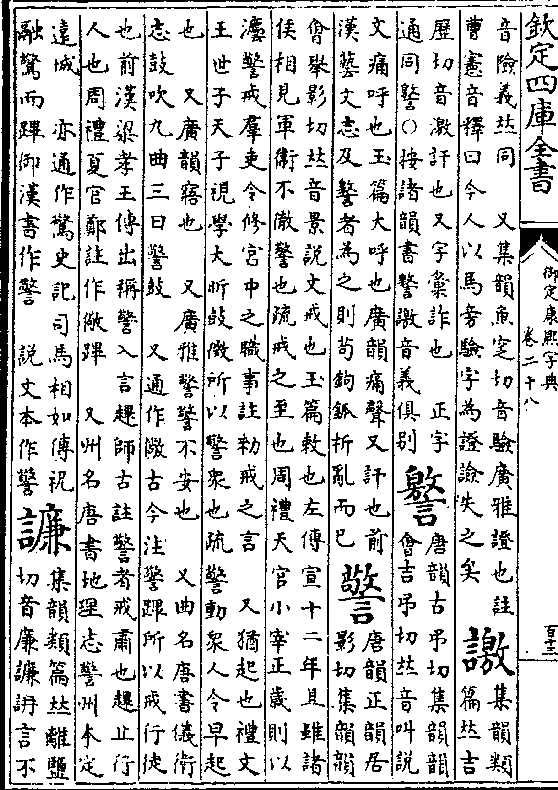 欽定四庫全書
御定康熙字典
卷二十八
百十三
音險義𠀤同　又集韻魚窆切音驗廣雅證也註
曹憲音釋曰今人以馬旁驗字為證譣失之矣
譤
集韻類
篇𠀤吉
歷切音激訐也又字彙詐也　正字
通同警〇按諸韻書警譤音義俱別
譥
唐韻古弔切集韻韻
會吉弔切𠀤音叫說
文痛呼也玉篇大呼也廣韻痛聲又訐也前
漢藝文志及譥者為之則苟鉤鈲析亂而已
警
唐韻正韻居
影切集韻韻
會舉影切𠀤音景說文戒也玉篇敕也左傳宣十二年且雖諸
侯相見軍衛不徹警也疏戒之至也周禮天官小宰正歲則以
灋警戒羣吏令修宮中之職事註勑戒之言　又猶起也禮文
王世子天子視學大昕鼓徵所以警衆也疏警動衆人令早起
也　又廣韻寤也　又廣雅警警不安也　又曲名唐書儀衛
志鼓吹九曲三曰警鼓　又通作儆古今注警蹕所以戒行徒
也前漢梁孝王傳出稱警入言趩師古註警者戒肅也趩止行
人也周禮夏官鄭註作儆蹕　又州名唐書地理志警州本定
遠城　亦通作驚史記司馬相如傳祝
融驚而蹕御漢書作警　說文本作警
譧
集韻類篇𠀤離鹽
切音廉譧䛁言不